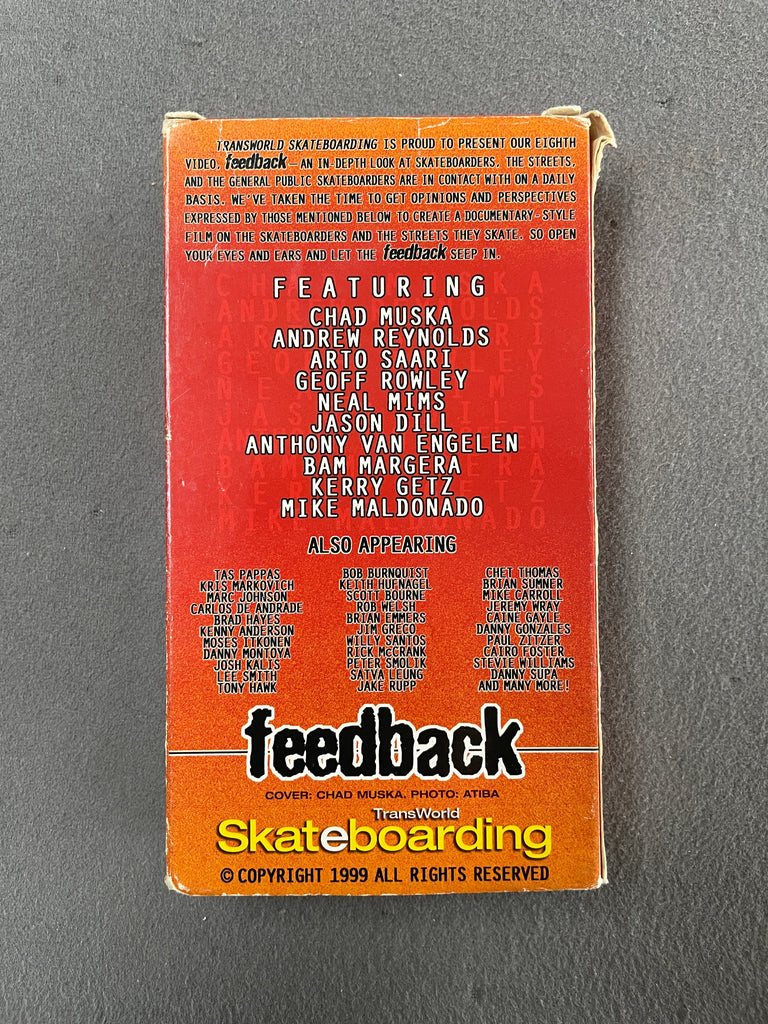 TRANSWORLD SKATEBOARDING IS PROUD TO PRESENT OUR EIGHTH
VIDEO, feedback – AN IN-DEPTH LOOK AT SKATEBOARDERS, THE STREETS,
AND THE GENERAL PUBLIC SKATEBOARDERS ARE IN CONTACT WITH ON A DAILY
BASIS. WE'VE TAKEN THE TIME TO GET OPINIONS AND PERSPECTIVES
EXPRESSED BY THOSE MENTIONED BELOW TO CREATE A DOCUMENTARY-STYLE
FILM ON THE SKATEBOARDERS AND THE STREETS THEY SKATE. SO OPEN
YOUR EYES AND EARS AND LET THE feedback SEEP IN.
FEATURING
CHAD MUSKA
ANDREW REYNOLDS
ARTO SAARI
GEOFF ROWLEY
NEAL MIMS
JASON DILL
ANTHONY VAN ENGELEN
BAM MARGERA
KERRY GETZ
MIKE MALDONADO
ALSO APPEARING
TAS PAPPAS
KRIS MARKOVICH
MARC JOHNSON
CARLOS DE ANDRADE
BRAD HAYES
KENNY ANDERSON
MOSES ITKONEN
DANNY MONTOYA
JOSH KALIS
LEE SMITH
TONY HAWK
BOB BURNQUIST
KEITH HUFNAGEL
SCOTT BOURNE
ROB WELSH
BRIAN EMMERS
JIM GRECO
WILLY SANTOS
RICK McCRANK
PETER SMOLIK
SATVA LEUNG
JAKE RUPP
CHET THOMAS
BRIAN SUMNER
MIKE CARROLL
JEREMY WRAY
CAINE GAYLE
DANNY GONZALES
PAUL ZITZER
CAIRO FOSTER
STEVIE WILLIAMS
DANNY SUPA
AND MANY MORE!
feedback
COVER: CHAD MUSKA. PHOTO: ATIBA
TransWorld
Skateboarding
© COPYRIGHT 1999 ALL RIGHTS RESERVED